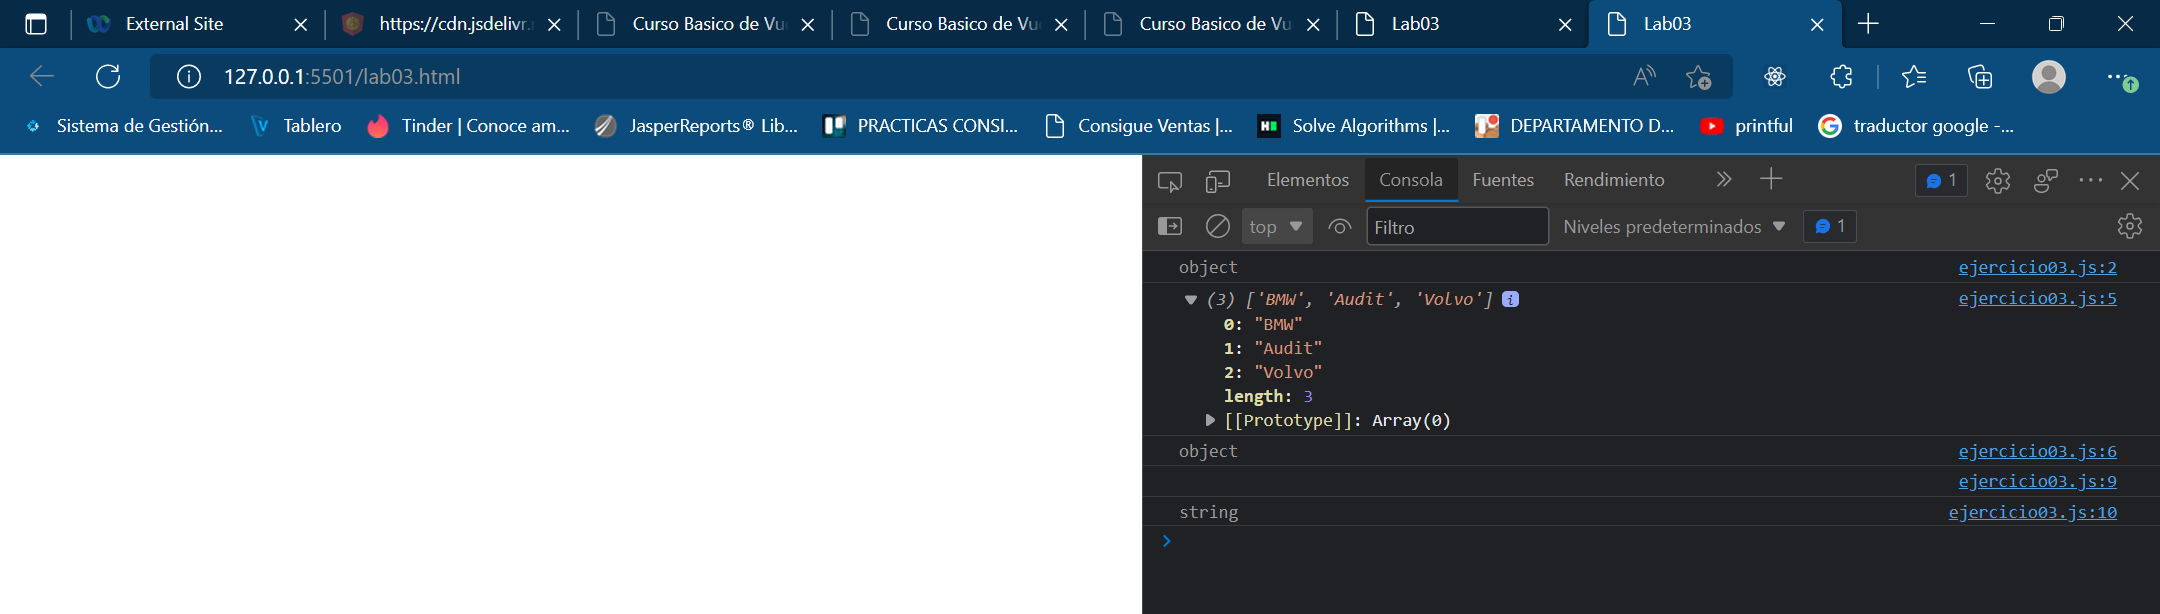 External Site
https://cdn.jsdelivr.
Curso Basico de Vu
Curso Basico de Vu
Curso Basico de Vu
Lab03
Lab03
127.0.0.1:5501/lab03.html
Sistema de Gestión...
Tablero
Tinder | Conoce am...
JasperReports® Lib...
PRACTICAS CONSI...
Consigue Ventas |...
Solve Algorithms |...
DEPARTAMENTO D...
printful
traductor google -...
Elementos
Consola
Fuentes
Rendimiento
1
top
Filtro
Niveles predeterminados
1
object ejercicio03.js:2
(3) ['BMW', 'Audit', 'Volvo'] i ejercicio03.js:5
0: "BMW"
1: "Audit"
2: "Volvo"
length: 3
[[Prototype]]: Array(0)
object ejercicio03.js:6
ejercicio03.js:9
string ejercicio03.js:10